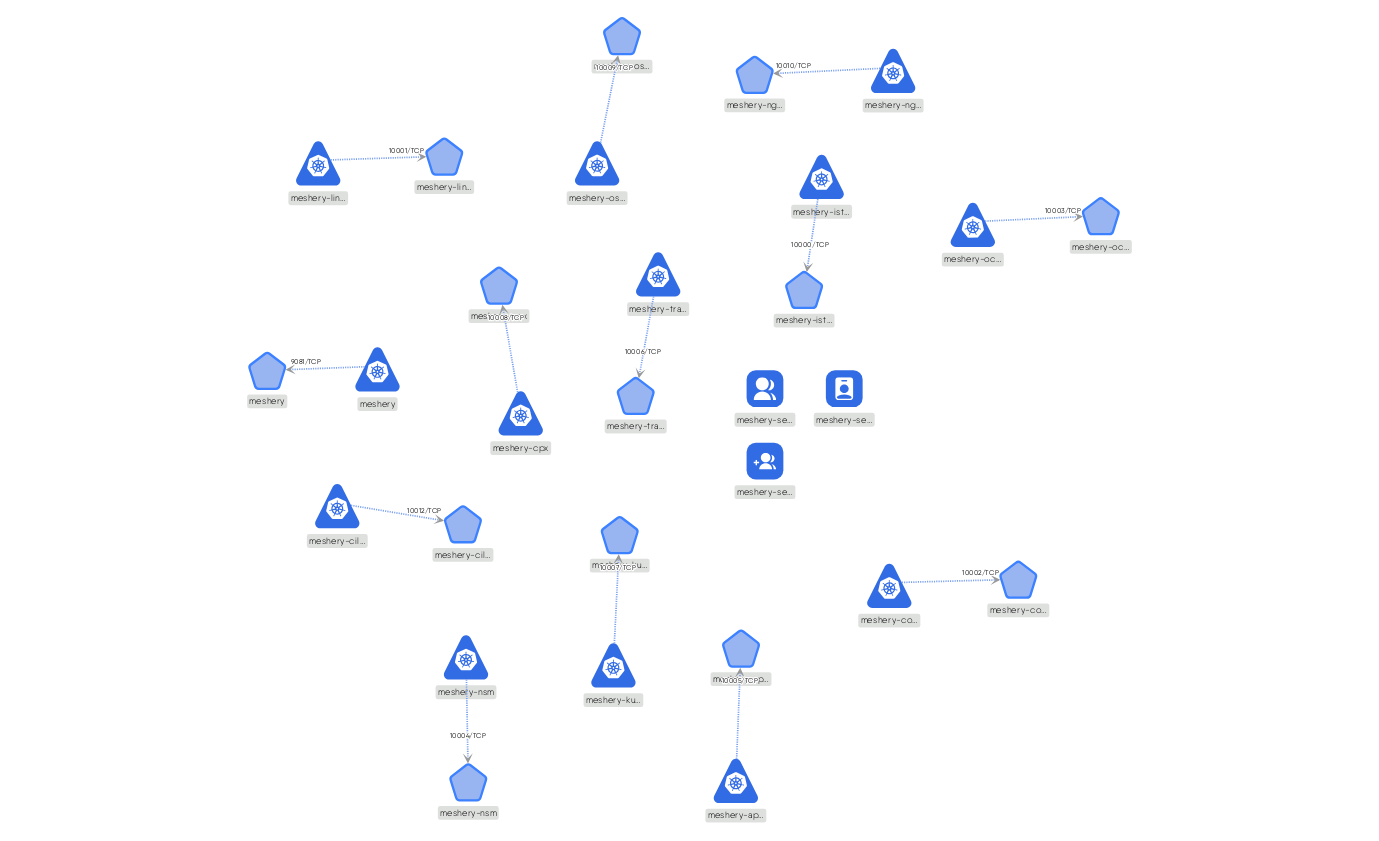 10010/TCP
meshery-ng...
meshery-ng...
10001/TCP
meshery-lin...
meshery-lin...
10009/TCP
meshery-os...
meshery-ist...
10000/TCP
meshery-ist...
10003/TCP
meshery-oc...
meshery-oc...
10008/TCP
meshery-cpx
meshery-tra...
10006/TCP
meshery-tra...
9081/TCP
meshery
meshery
meshery-se...
meshery-se...
meshery-se...
10012/TCP
meshery-cil...
meshery-cil...
10007/TCP
meshery-ku...
10002/TCP
meshery-co...
meshery-co...
meshery-nsm
10004/TCP
meshery-nsm
10005/TCP
meshery-ap...